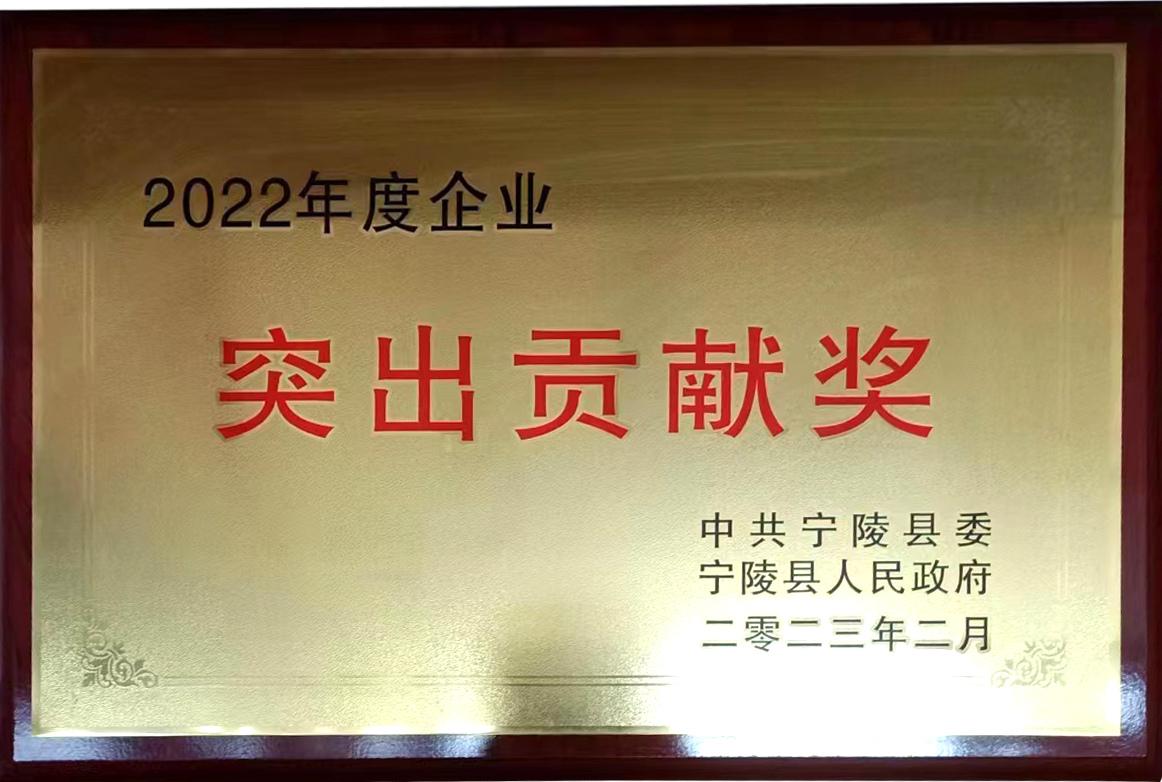 2022年度企业
突出贡献奖
中共宁陵县委
宁陵县人民政府
二零二三年二月